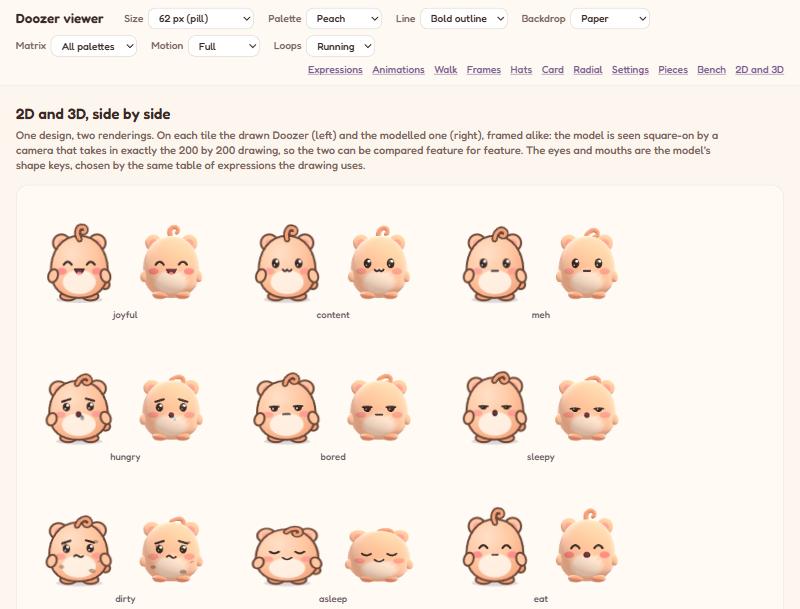 Doozer viewer Size 62 px (pill) Palette Peach Line Bold outline Backdrop Paper
Matrix All palettes Motion Full Loops Running
Expressions Animations Walk Frames Hats Card Radial Settings Pieces Bench 2D and 3D
2D and 3D, side by side
One design, two renderings. On each tile the drawn Doozer (left) and the modelled one (right), framed alike: the model is seen square-on by a
camera that takes in exactly the 200 by 200 drawing, so the two can be compared feature for feature. The eyes and mouths are the model's
shape keys, chosen by the same table of expressions the drawing uses.
joyful content meh
hungry bored sleepy
dirty asleep eat